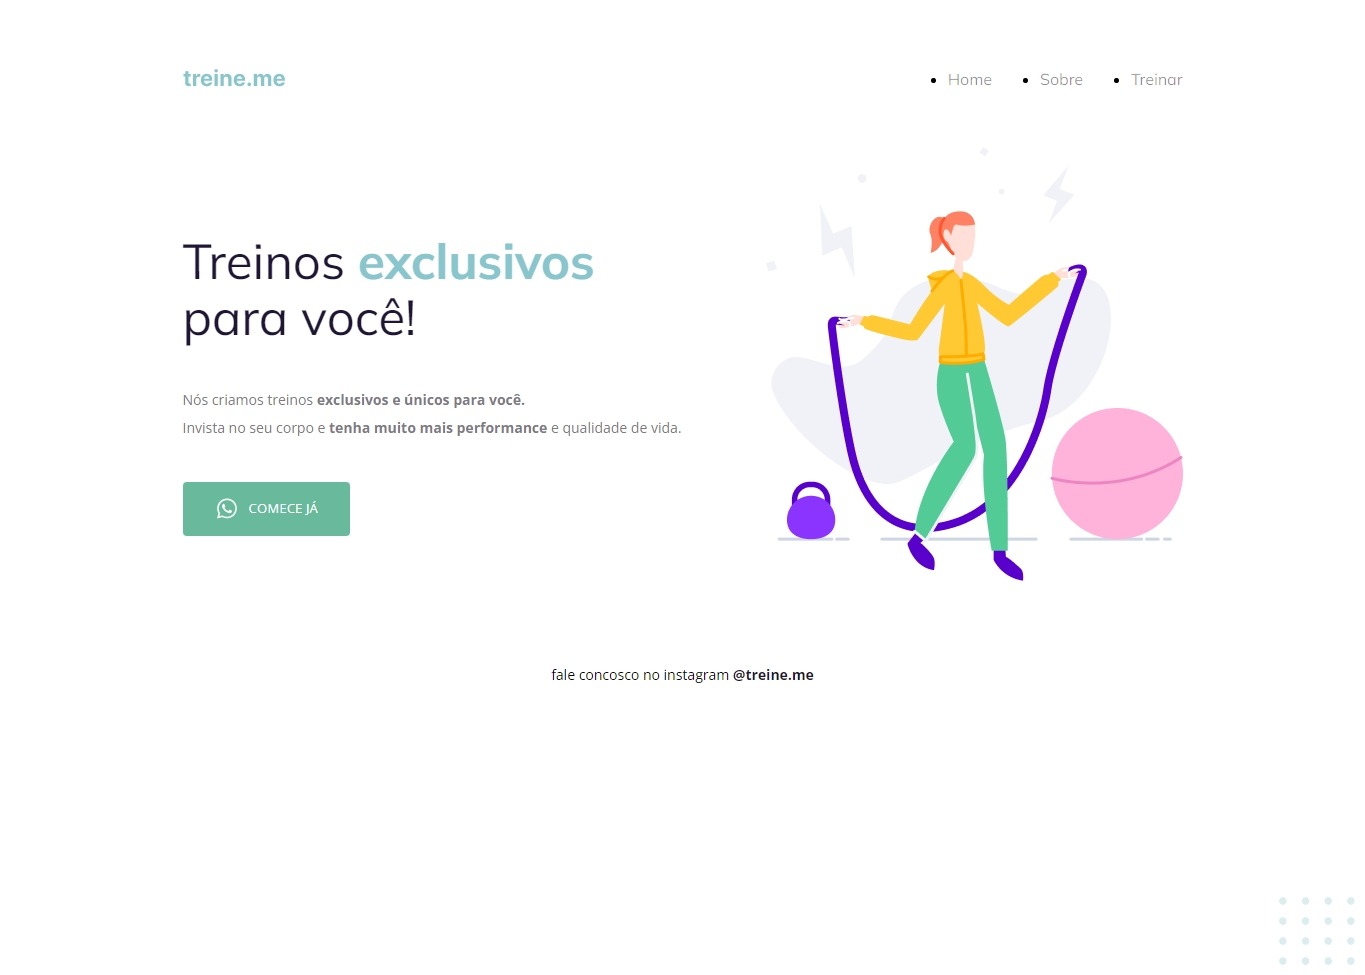 treine.me
Home
Sobre
Treinar
Treinos exclusivos
para você!
Nós criamos treinos exclusivos e únicos para você.
Invista no seu corpo e tenha muito mais performance e qualidade de vida.
COMECE JÁ
fale concosco no instagram @treine.me